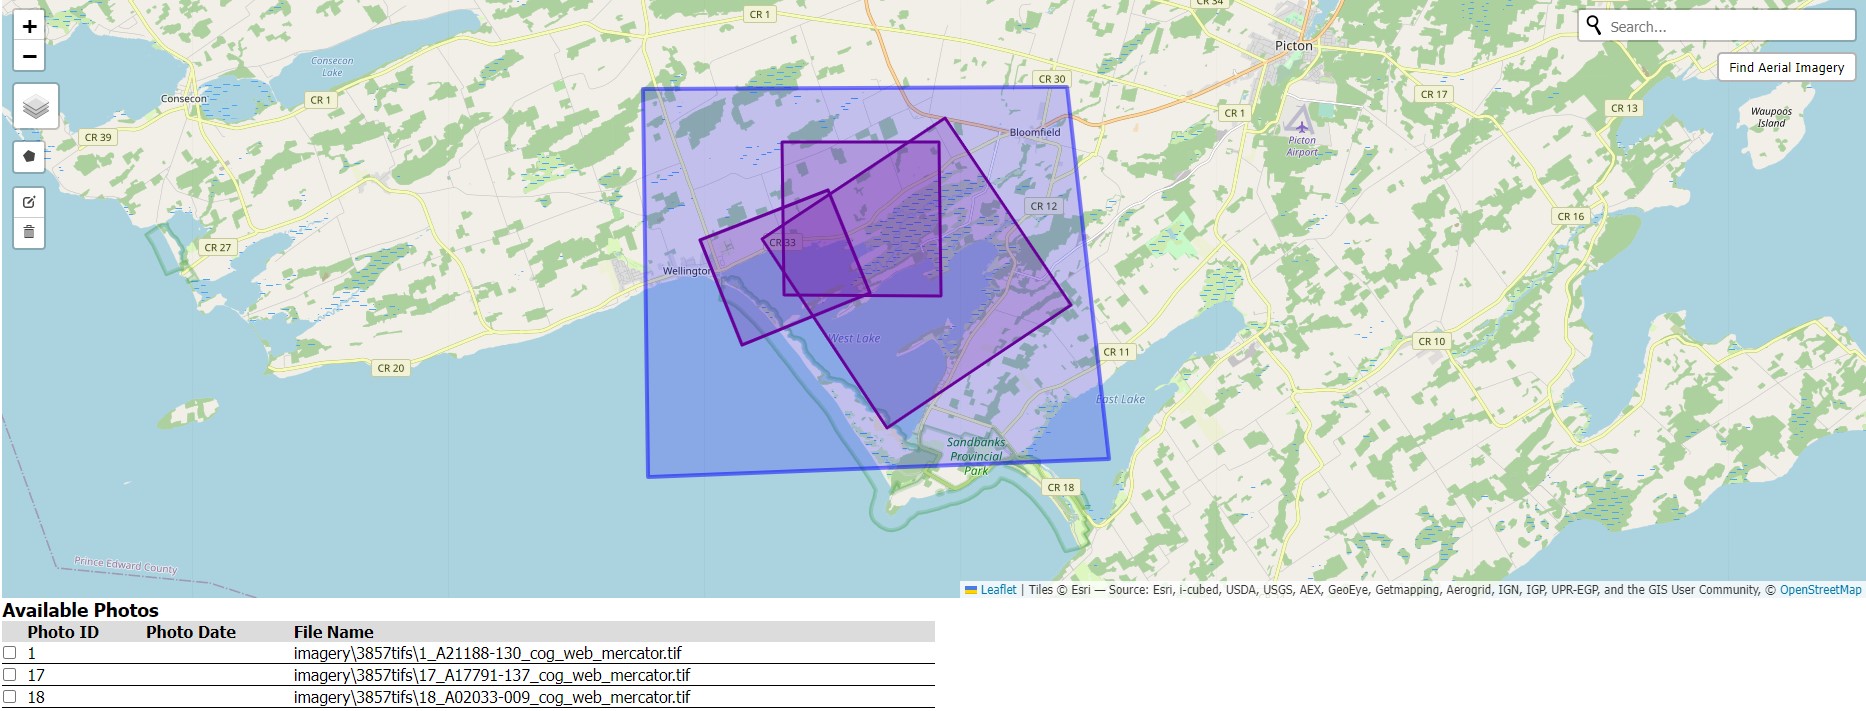 +
−
CR 1
CR 34
Picton
Search...
Find Aerial Imagery
Consecon
Lake
CR 30
Consecon
CR 1
CR 17
CR 13
CR 1
Waupoos
Island
CR 39
Bloomfield
Picton
Airport
CR 12
CR 16
CR 27
CR 33
Wellington
West Lake
CR 10
CR 11
CR 20
East Lake
Sandbanks
Provincial
Park
CR 18
Prince Edward County
Leaflet | Tiles © Esri — Source: Esri, i-cubed, USDA, USGS, AEX, GeoEye, Getmapping, Aerogrid, IGN, IGP, UPR-EGP, and the GIS User Community, © OpenStreetMap
Available Photos
Photo ID Photo Date File Name
1 imagery\3857tifs\1_A21188-130_cog_web_mercator.tif
17 imagery\3857tifs\17_A17791-137_cog_web_mercator.tif
18 imagery\3857tifs\18_A02033-009_cog_web_mercator.tif